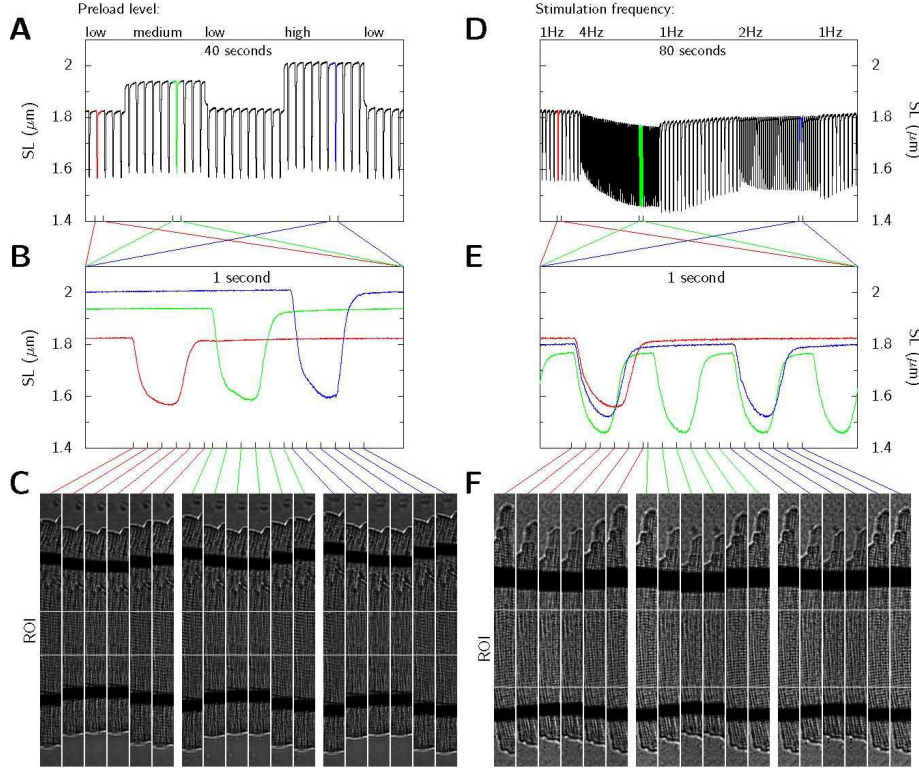 Preload level:
A
low medium low high low
40 seconds
2
1.8
1.6
1.4
SL (μm)
B
1 second
2
1.8
1.6
1.4
SL (μm)
C
ROI
Stimulation frequency:
D
1Hz 4Hz 1Hz 2Hz 1Hz
80 seconds
2
1.8
1.6
1.4
SL (μm)
E
1 second
2
1.8
1.6
1.4
SL (μm)
F
ROI